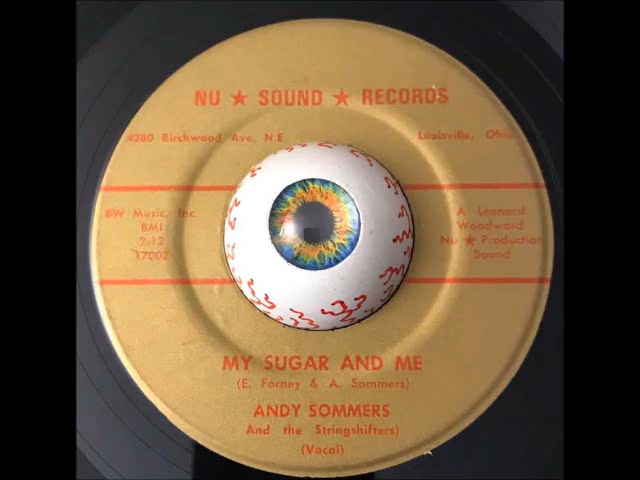 NU ★ SOUND ★ RECORDS
4280 Birchwood Ave. N.E.
Louisville, Ohio
BW Music, Inc.
BMI
2:12
17002
A Leonard
Woodward
Nu ★ Production
Sound
MY SUGAR AND ME
(E. Forney & A. Sommers)
ANDY SOMMERS
And the Stringshifters)
(Vocal)